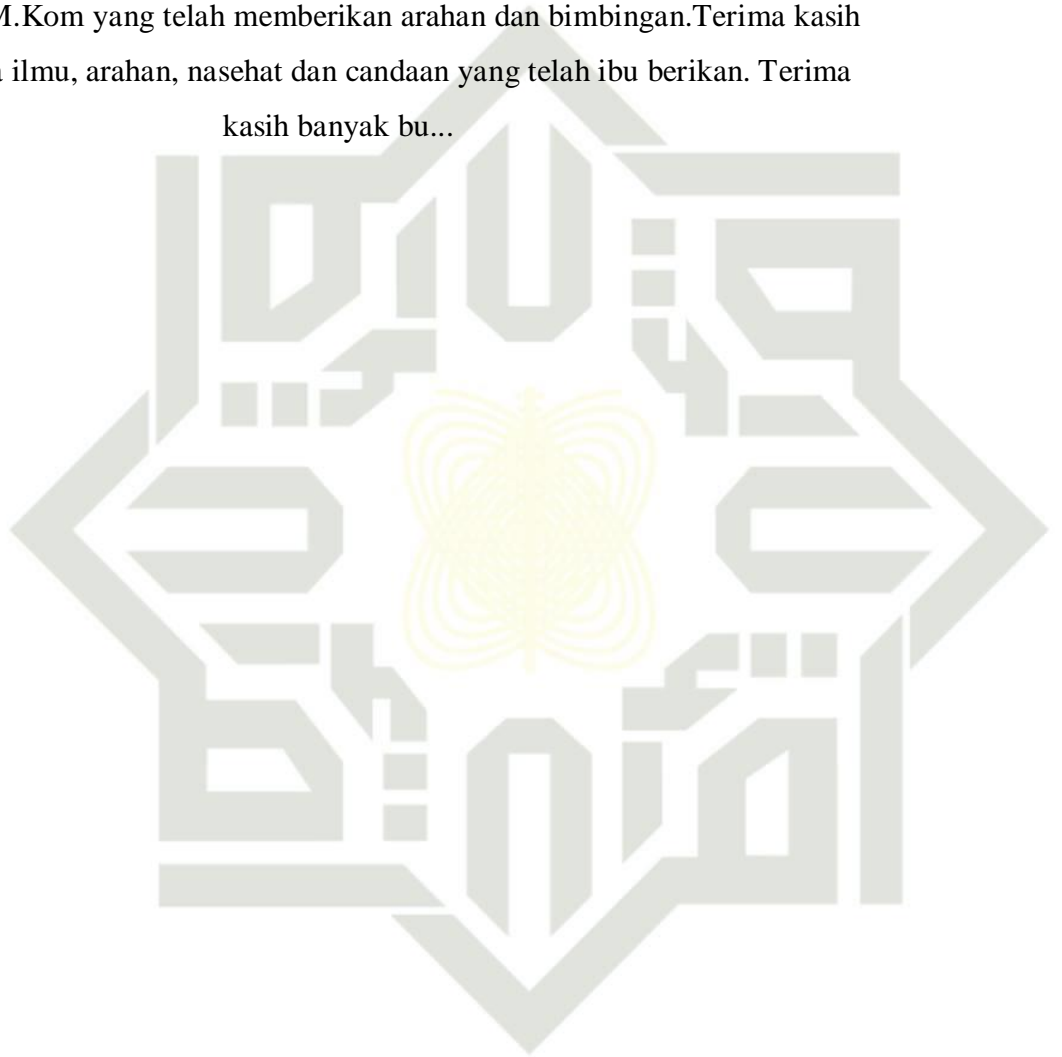 M.Kom yang telah memberikan arahan dan bimbingan.Terima kasih
ilmu, arahan, nasehat dan candaan yang telah ibu berikan. Terima
kasih banyak bu...